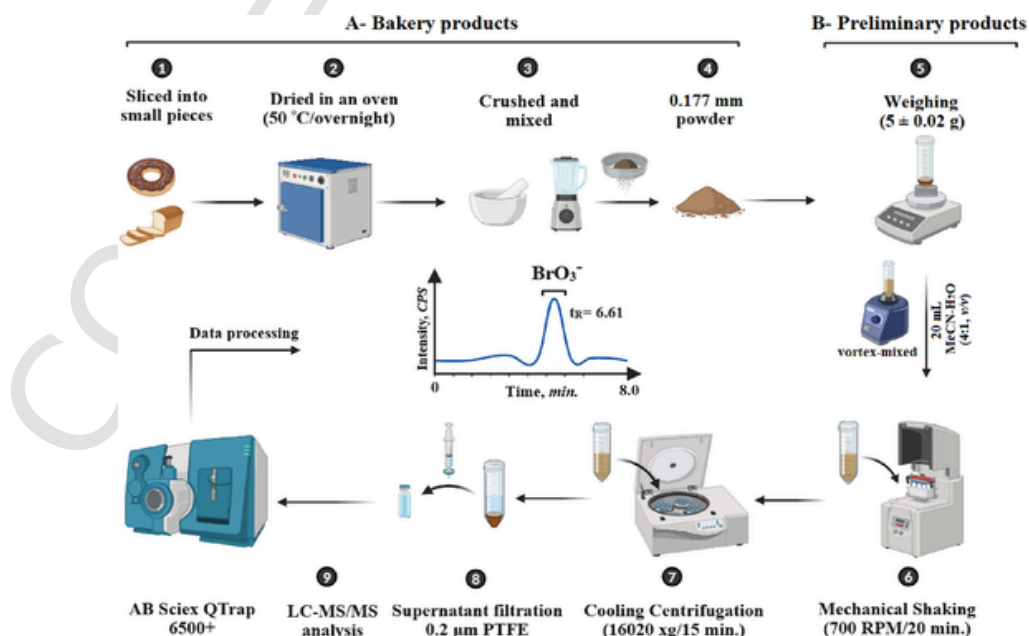 A- Bakery products
B- Preliminary products
1
Sliced into
small pieces
2
Dried in an oven
(50 °C/overnight)
3
Crushed and
mixed
4
0.177 mm
powder
5
Weighing
(5 ± 0.02 g)
vortex-mixed
20 mL
MeCN-H2O
(4:1, v/v)
BrO₃⁻
tR= 6.61
Intensity, CPS
0
Time, min.
8.0
Data processing
AB Sciex QTrap
6500+
9
LC-MS/MS
analysis
8
Supernatant filtration
0.2 µm PTFE
7
Cooling Centrifugation
(16020 xg/15 min.)
6
Mechanical Shaking
(700 RPM/20 min.)